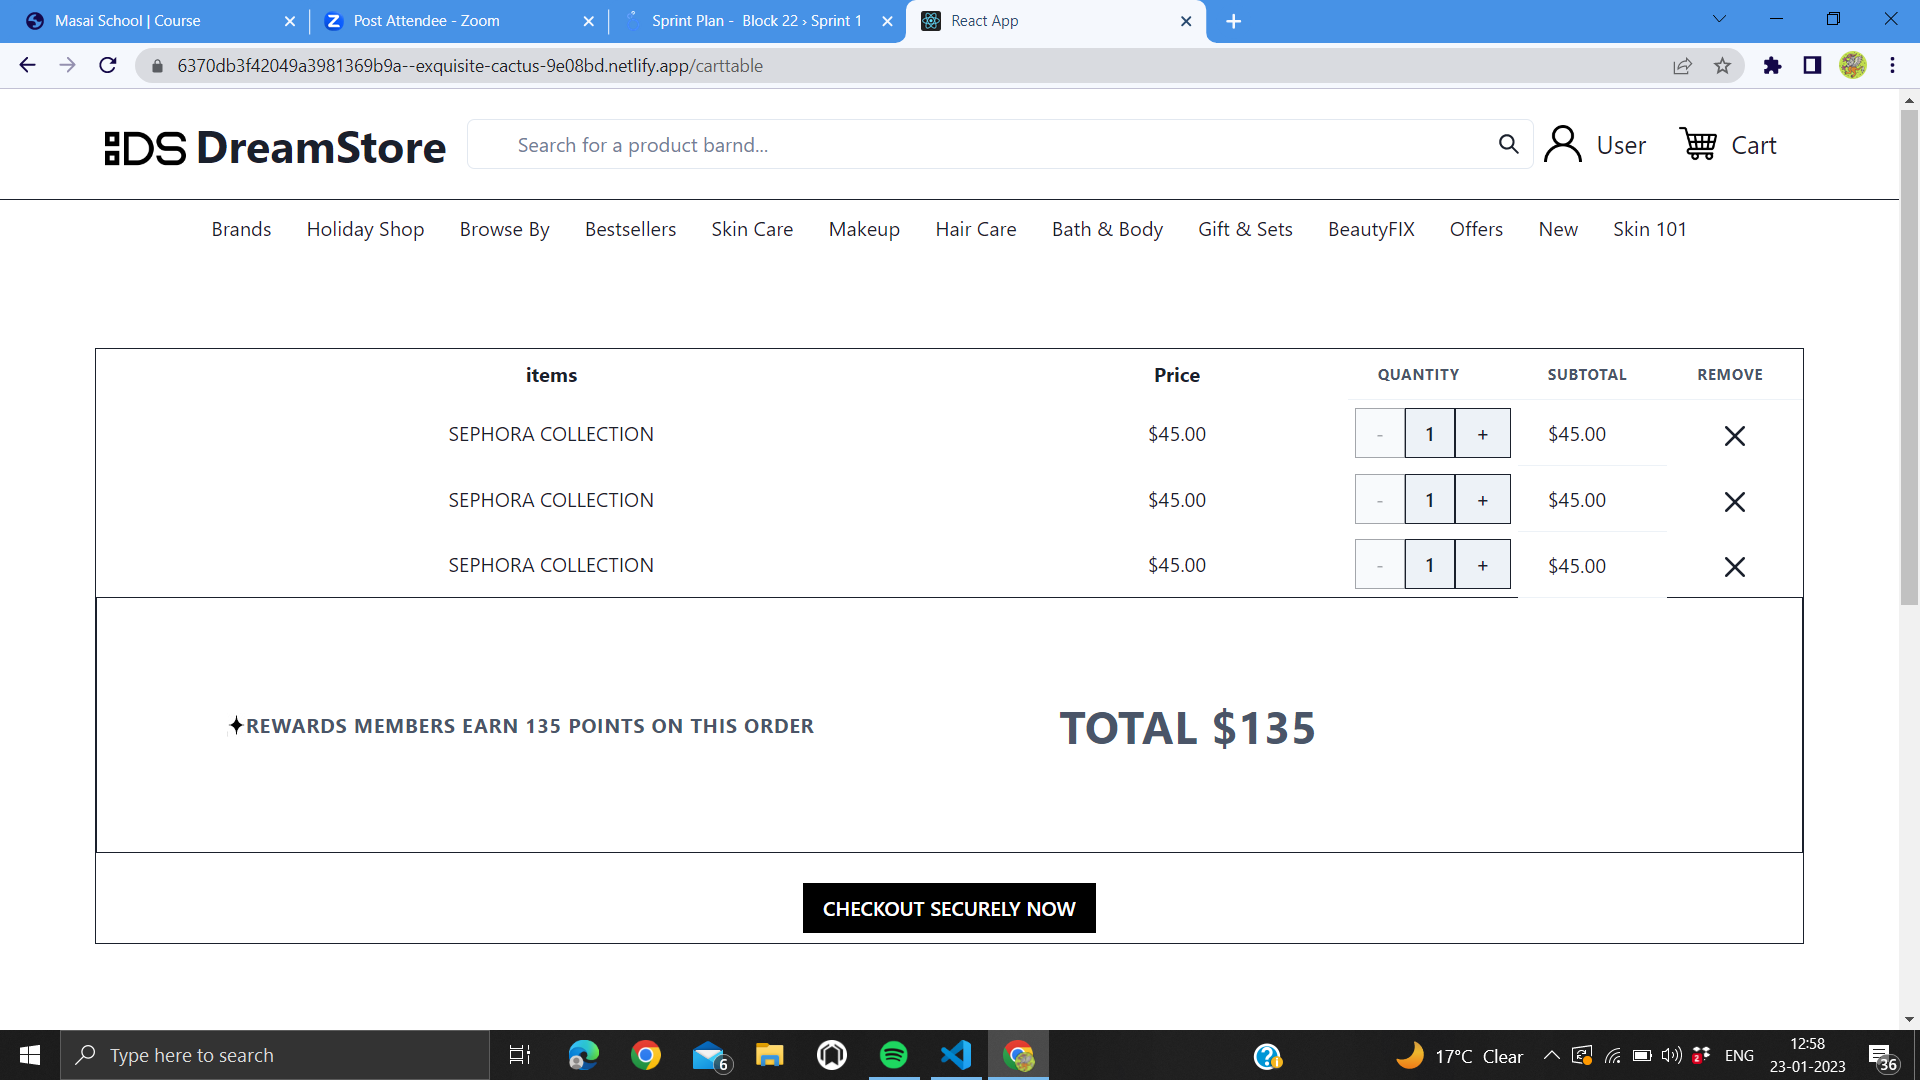 Masai School | Course
Post Attendee - Zoom
Sprint Plan - Block 22 › Sprint 1
React App
6370db3f42049a3981369b9a--exquisite-cactus-9e08bd.netlify.app/carttable
DS DreamStore
Search for a product barnd...
User
Cart
Brands Holiday Shop Browse By Bestsellers Skin Care Makeup Hair Care Bath & Body Gift & Sets BeautyFIX Offers New Skin 101
items Price QUANTITY SUBTOTAL REMOVE
SEPHORA COLLECTION $45.00 - 1 + $45.00
SEPHORA COLLECTION $45.00 - 1 + $45.00
SEPHORA COLLECTION $45.00 - 1 + $45.00
REWARDS MEMBERS EARN 135 POINTS ON THIS ORDER
TOTAL $135
CHECKOUT SECURELY NOW
Type here to search
6
17°C Clear
2
ENG
12:58
23-01-2023
36